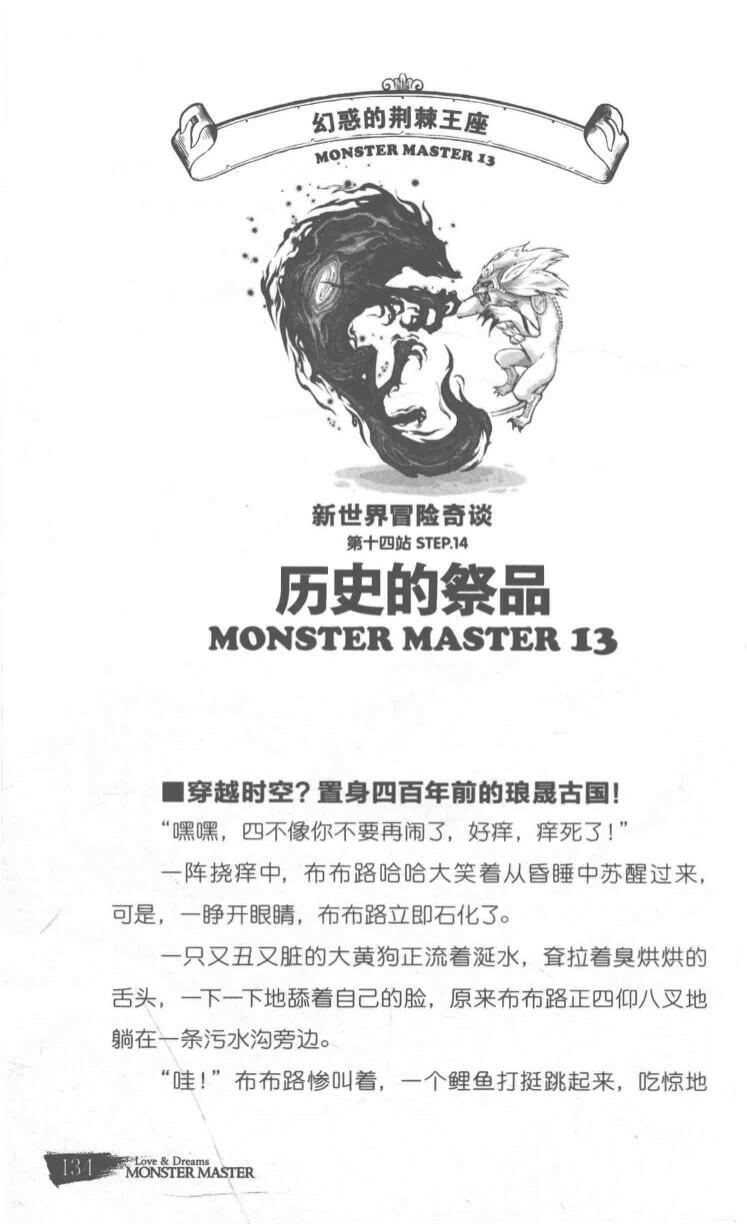 幻惑的荆棘王座
MONSTER MASTER 13
新世界冒险奇谈
第十四站 STEP.14
历史的祭品
MONSTER MASTER 13
■穿越时空？置身四百年前的琅晟古国！
“嘿嘿，四不像你不要再闹了，好痒，痒死了！”
一阵挠痒中，布布路哈哈大笑着从昏睡中苏醒过来，
可是，一睁开眼睛，布布路立即石化了。
一只又丑又脏的大黄狗正流着涎水，耷拉着臭烘烘的
舌头，一下一下地舔着自己的脸，原来布布路正四仰八叉地
躺在一条污水沟旁边。
“哇！”布布路惨叫着，一个鲤鱼打挺跳起来，吃惊地
134
Love & Dreams
MONSTER MASTER